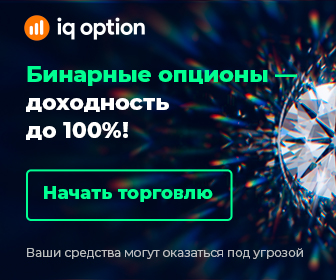 iq option
Бинарные опционы —
доходность
до 100%!
Начать торговлю
Ваши средства могут оказаться под угрозой